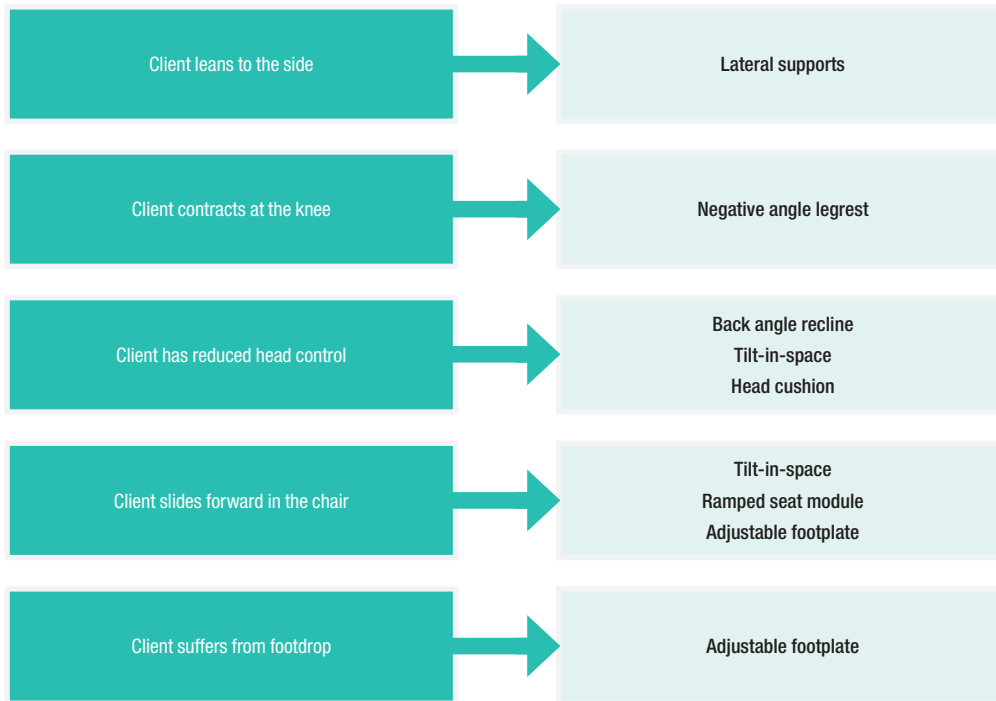 Client leans to the side
Lateral supports
Client contracts at the knee
Negative angle legrest
Client has reduced head control
Back angle recline
Tilt-in-space
Head cushion
Client slides forward in the chair
Tilt-in-space
Ramped seat module
Adjustable footplate
Client suffers from footdrop
Adjustable footplate